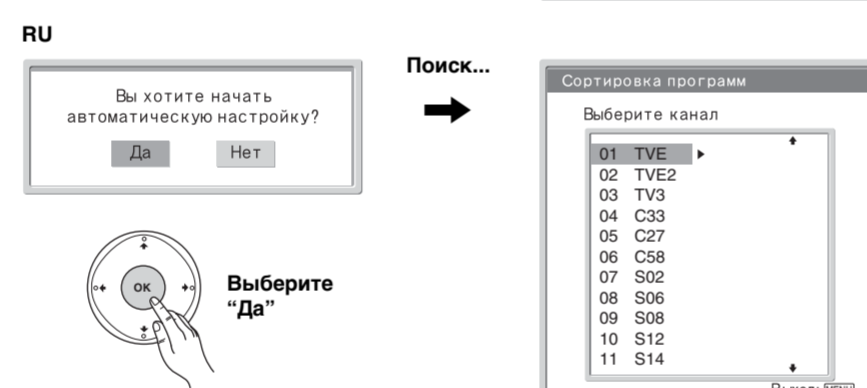 RU
Вы хотите начать
автоматическую настройку?
Да Нет
OK
Выберите
“Да”
Поиск...
Сортировка программ
Выберите канал
01 TVE
02 TVE2
03 TV3
04 C33
05 C27
06 C58
07 S02
08 S06
09 S08
10 S12
11 S14